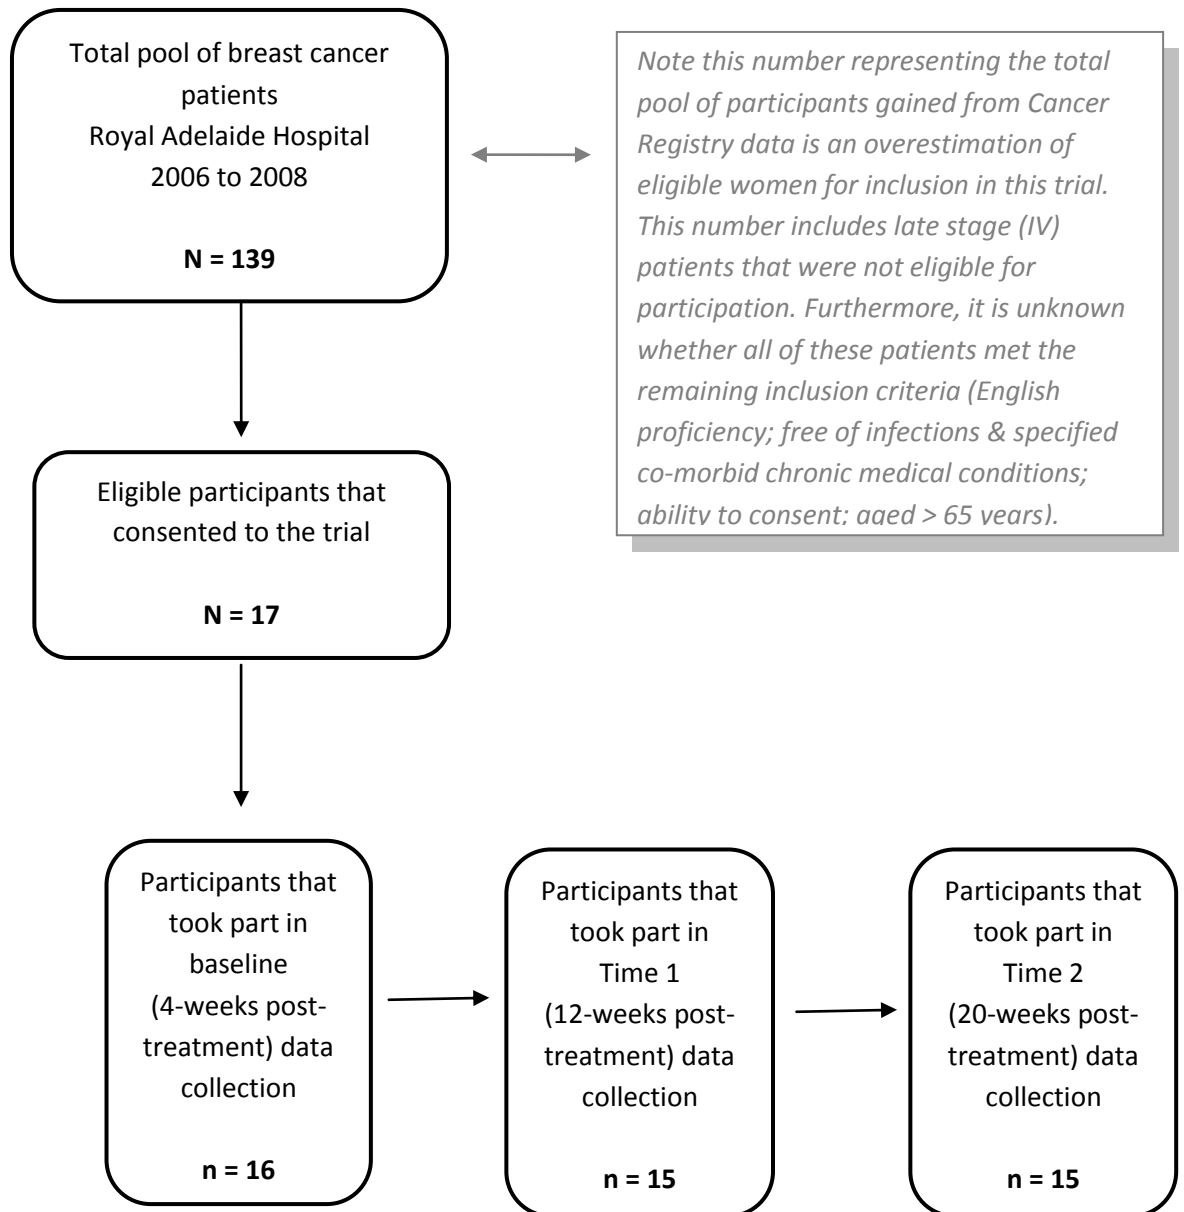 Total pool of breast cancer
patients
Royal Adelaide Hospital
2006 to 2008
N = 139
Note this number representing the total
pool of participants gained from Cancer
Registry data is an overestimation of
eligible women for inclusion in this trial.
This number includes late stage (IV)
patients that were not eligible for
participation. Furthermore, it is unknown
whether all of these patients met the
remaining inclusion criteria (English
proficiency; free of infections & specified
co-morbid chronic medical conditions;
ability to consent; aged > 65 years).
Eligible participants that
consented to the trial
N = 17
Participants that
took part in
baseline
(4-weeks post-
treatment) data
collection
n = 16
Participants that
took part in
Time 1
(12-weeks post-
treatment) data
collection
n = 15
Participants that
took part in
Time 2
(20-weeks post-
treatment) data
collection
n = 15